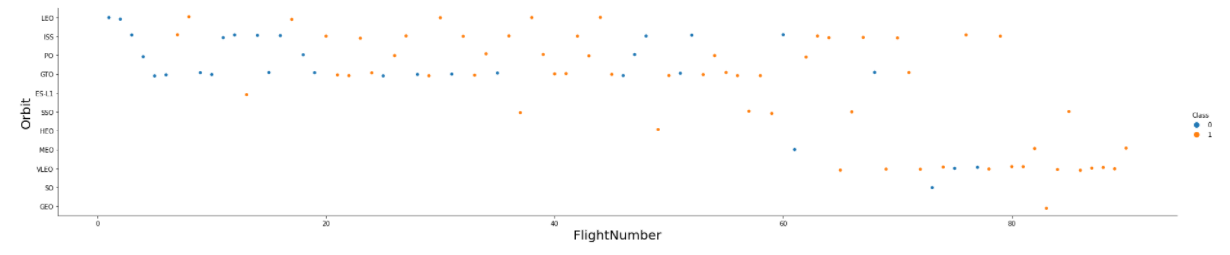 LEO
ISS
PO
GTO
ES-L1
SSO
HEO
MEO
VLEO
SO
GEO
Orbit
0 20 40 60 80
FlightNumber
Class
0
1